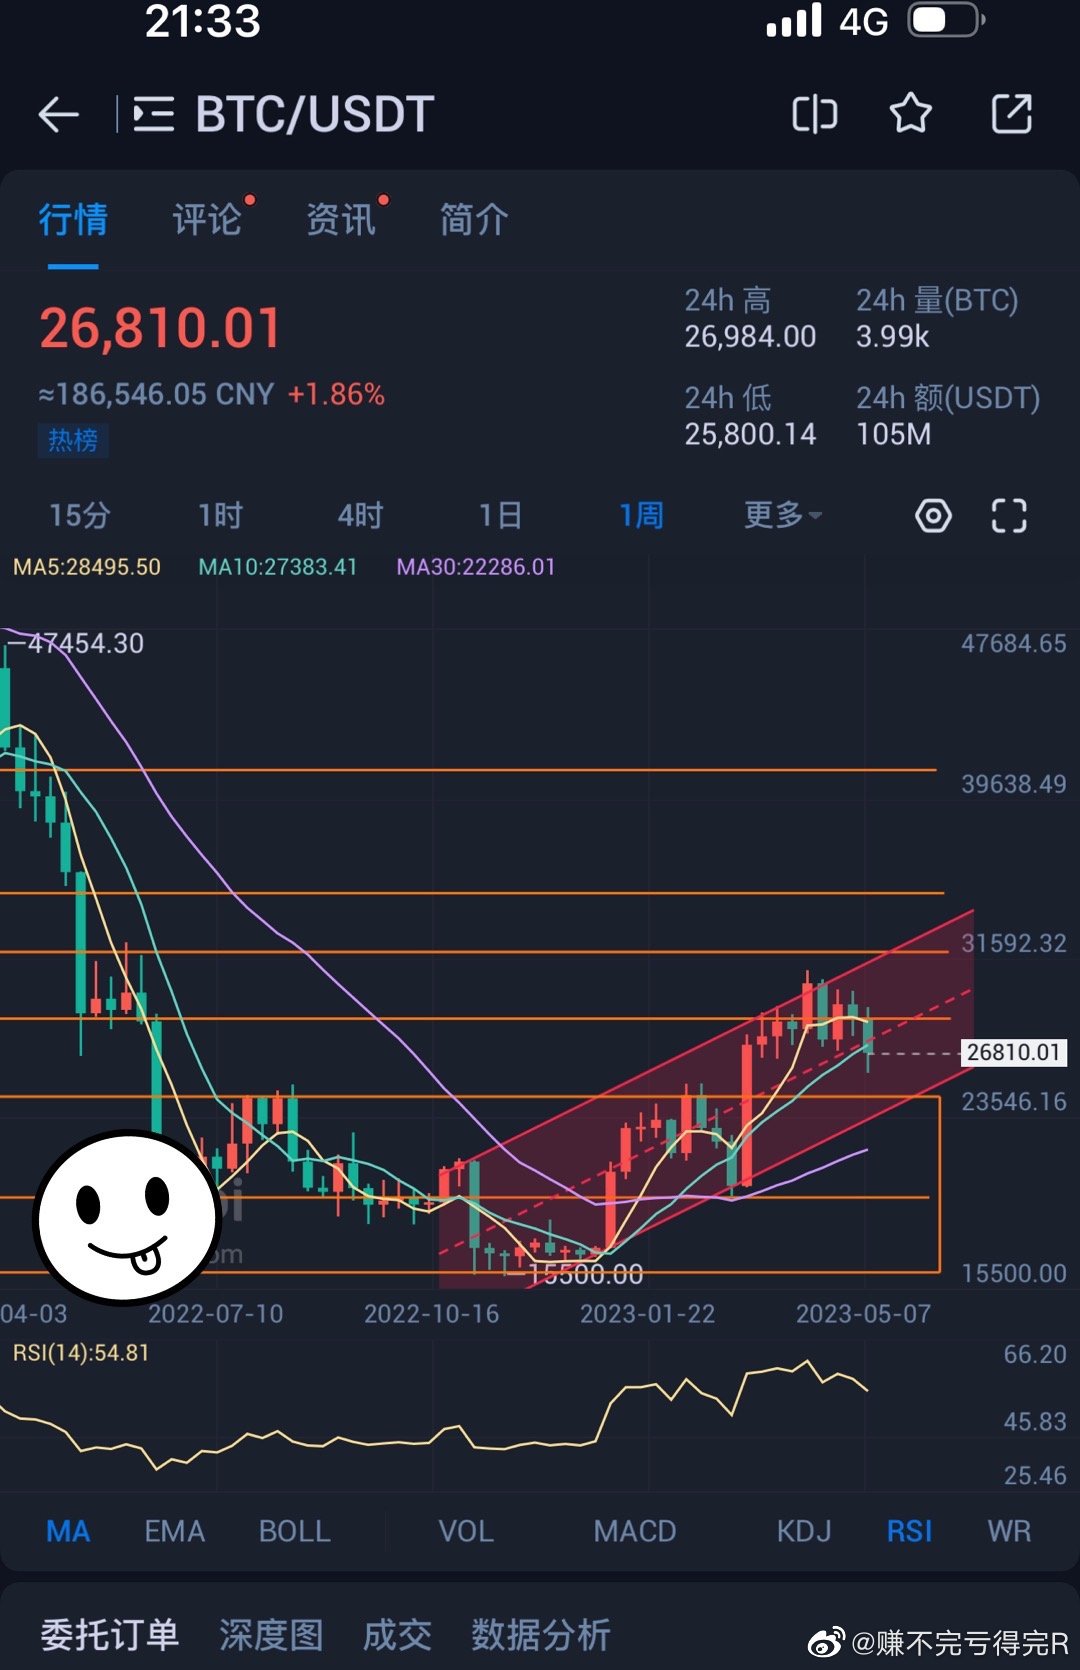 21:33 4G
BTC/USDT
行情 评论 资讯 简介
26,810.01
≈186,546.05 CNY +1.86%
热榜
24h 高 24h 量(BTC)
26,984.00 3.99k
24h 低 24h 额(USDT)
25,800.14 105M
15分 1时 4时 1日 1周 更多
MA5:28495.50 MA10:27383.41 MA30:22286.01
47454.30 47684.65
39638.49
31592.32
26810.01
23546.16
15500.00 15500.00
04-03 2022-07-10 2022-10-16 2023-01-22 2023-05-07
RSI(14):54.81 66.20
45.83
25.46
MA EMA BOLL VOL MACD KDJ RSI WR
委托订单 深度图 成交 数据分析
@赚不完亏得完R